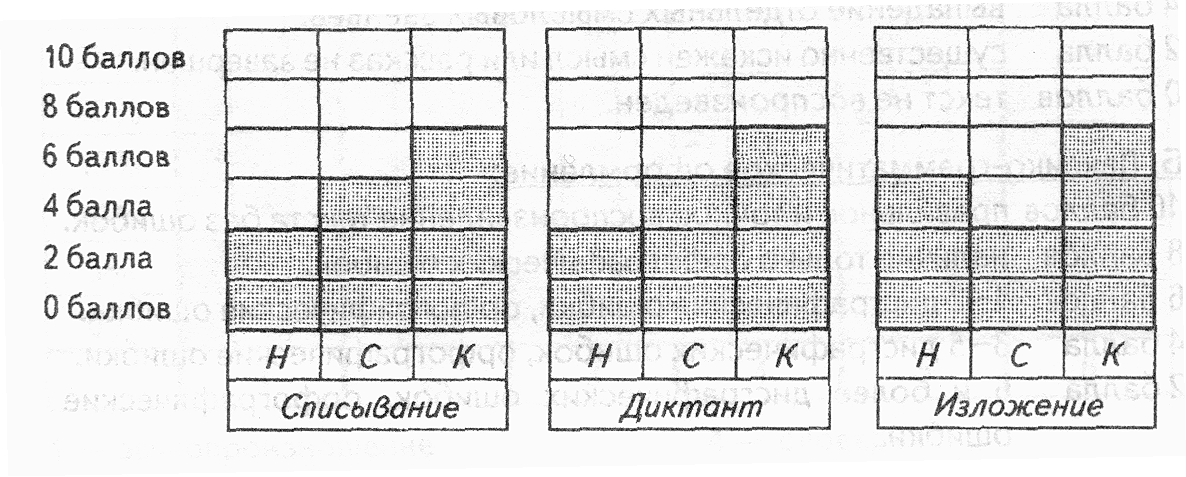 10 баллов
8 баллов
6 баллов
4 балла
2 балла
0 баллов
Н С К Н С К Н С К
Списывание Диктант Изложение